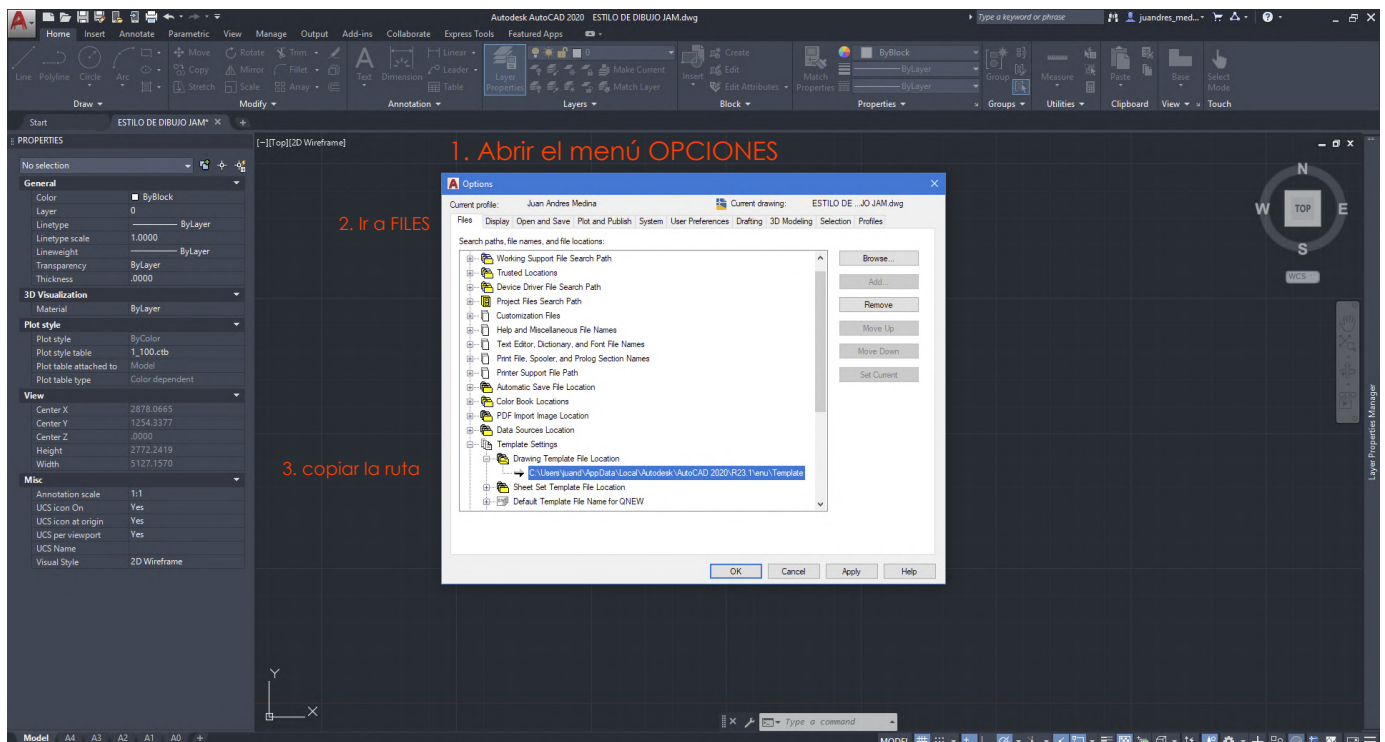 Autodesk AutoCAD 2020 ESTILO DE DIBUJO JAM.dwg
Type a keyword or phrase
juandres_med...
Home Insert Annotate Parametric View Manage Output Add-ins Collaborate Express Tools Featured Apps
Line Polyline Circle Arc
Move Rotate Trim
Copy Mirror Fillet
Stretch Scale Array
Text Dimension
Linear
Leader
Table
Layer Properties
0
Make Current
Match Layer
Insert
Create
Edit
Edit Attributes
Match Properties
ByBlock
ByLayer
ByLayer
Group
Measure
Paste
Base
Select Mode
Draw Modify Annotation Layers Block Properties Groups Utilities Clipboard View Touch
Start ESTILO DE DIBUJO JAM*
PROPERTIES
No selection
General
Color ByBlock
Layer 0
Linetype ByLayer
Linetype scale 1.0000
Lineweight ByLayer
Transparency ByLayer
Thickness .0000
3D Visualization
Material ByLayer
Plot style
Plot style ByColor
Plot style table 1_100.ctb
Plot table attached to Model
Plot table type Color dependent
View
Center X 2878.0665
Center Y 1254.3377
Center Z .0000
Height 2772.2419
Width 5127.1570
Misc
Annotation scale 1:1
UCS icon On Yes
UCS icon at origin Yes
UCS per viewport Yes
UCS Name
Visual Style 2D Wireframe
[-][Top][2D Wireframe]
1. Abrir el menú OPCIONES
2. Ir a FILES
3. copiar la ruta
Options
Current profile: Juan Andres Medina Current drawing: ESTILO DE ...JO JAM.dwg
Files Display Open and Save Plot and Publish System User Preferences Drafting 3D Modeling Selection Profiles
Search paths, file names, and file locations:
Working Support File Search Path
Trusted Locations
Device Driver File Search Path
Project Files Search Path
Customization Files
Help and Miscellaneous File Names
Text Editor, Dictionary, and Font File Names
Print File, Spooler, and Prolog Section Names
Printer Support File Path
Automatic Save File Location
Color Book Locations
PDF Import Image Location
Data Sources Location
Template Settings
Drawing Template File Location
C:\Users\juand\AppData\Local\Autodesk\AutoCAD 2020\R23.1\enu\Template
Sheet Set Template File Location
Default Template File Name for QNEW
Browse...
Add...
Remove
Move Up
Move Down
Set Current
OK Cancel Apply Help
N
W TOP E
S
WCS
Layer Properties Manager
Y
X
Type a command
Model A4 A3 A2 A1 A0 +
MODEL